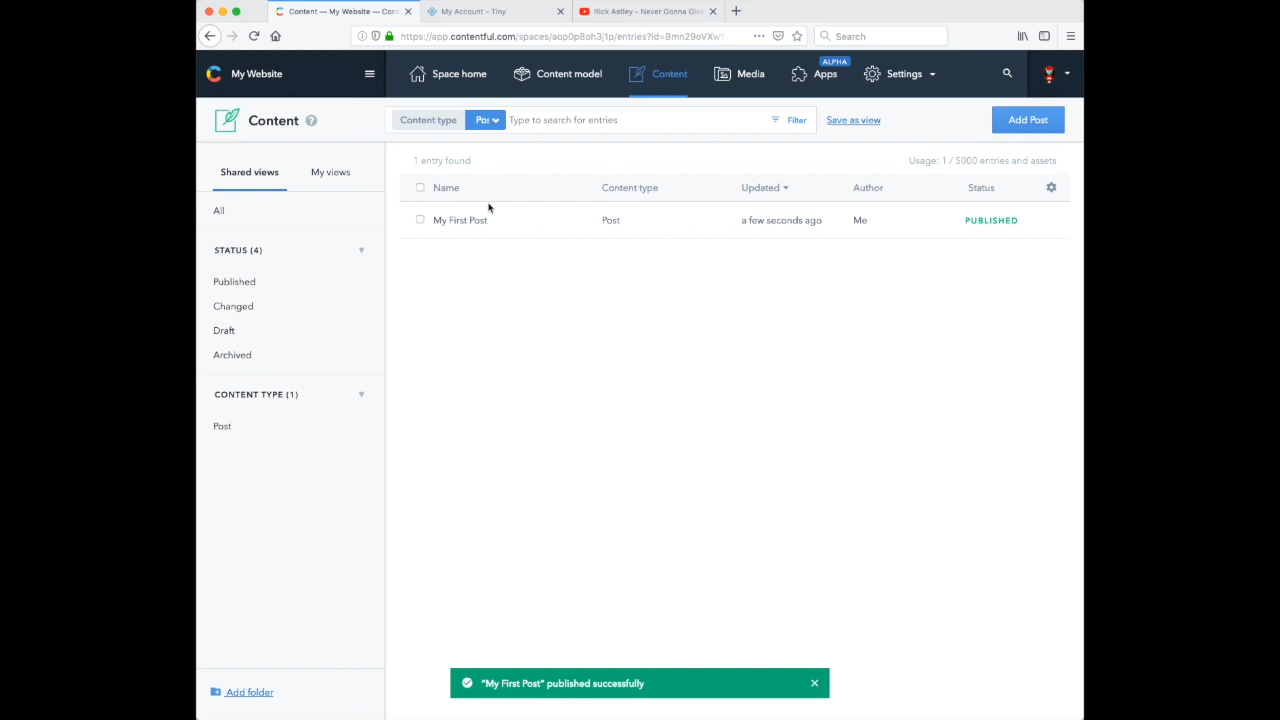 Content — My Website — Cont
My Account - Tiny
Rick Astley - Never Gonna Giv
https://app.contentful.com/spaces/aop0p8oh3j1p/entries?id=Bmn29oVXwY
Search
My Website
Space home
Content model
Content
Media
Apps
ALPHA
Settings
Content
Content type
Pos
Type to search for entries
Filter
Save as view
Add Post
Shared views
My views
1 entry found
Usage: 1 / 5000 entries and assets
Name
Content type
Updated
Author
Status
My First Post
Post
a few seconds ago
Me
PUBLISHED
All
STATUS (4)
Published
Changed
Draft
Archived
CONTENT TYPE (1)
Post
Add folder
“My First Post” published successfully